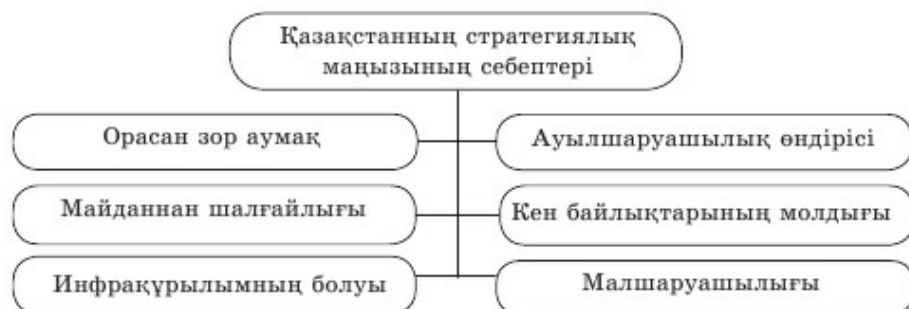 Қазақстанның стратегиялық
маңызының себептері
Орасан зор аумақ
Ауылшаруашылық өндірісі
Майданнан шалғайлығы
Кен байлықтарының молдығы
Инфрақұрылымның болуы
Малшаруашылығы